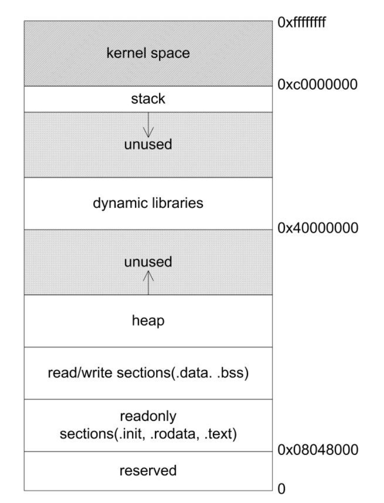 0xffffffff
kernel space
0xc0000000
stack
unused
dynamic libraries
0x40000000
unused
heap
read/write sections(.data. .bss)
readonly
sections(.init, .rodata, .text)
0x08048000
reserved
0